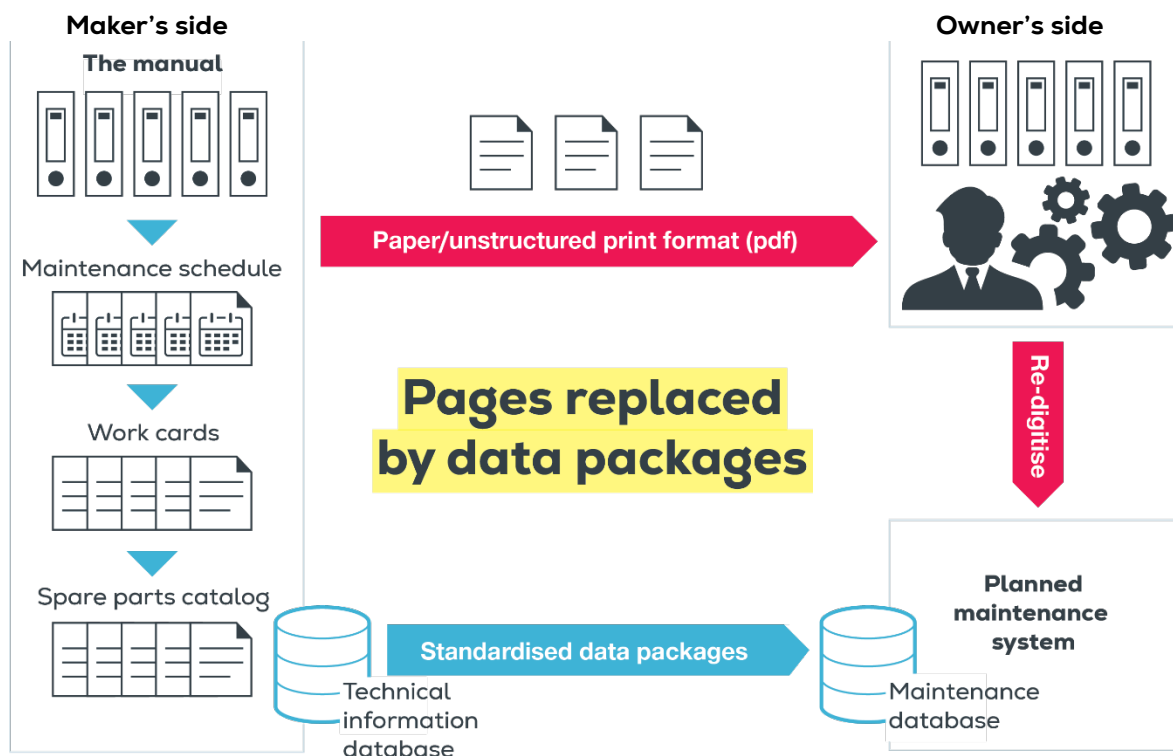 Maker's side
Owner's side
The manual
Paper/unstructured print format (pdf)
Maintenance schedule
Re-digitise
Pages replaced
by data packages
Work cards
Spare parts catalog
Planned
maintenance
system
Standardised data packages
Technical
information
database
Maintenance
database